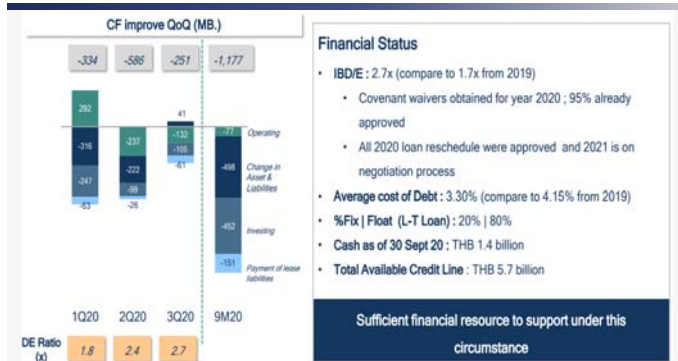 CF improve QoQ (MB.)
-334 -586 -251 -1,177
292
-316
-247
-63
-237
-222
-99
-26
41
-132
-105
-61
-77
-498
-452
-151
Operating
Change in
Asset &
Liabilities
Investing
Payment of lease
liabilities
1Q20 2Q20 3Q20 9M20
DE Ratio
(x)
1.8 2.4 2.7
Financial Status
• IBD/E : 2.7x (compare to 1.7x from 2019)
• Covenant waivers obtained for year 2020 ; 95% already
approved
• All 2020 loan reschedule were approved and 2021 is on
negotiation process
• Average cost of Debt : 3.30% (compare to 4.15% from 2019)
• %Fix | Float (L-T Loan) : 20% | 80%
• Cash as of 30 Sept 20 : THB 1.4 billion
• Total Available Credit Line : THB 5.7 billion
Sufficient financial resource to support under this
circumstance